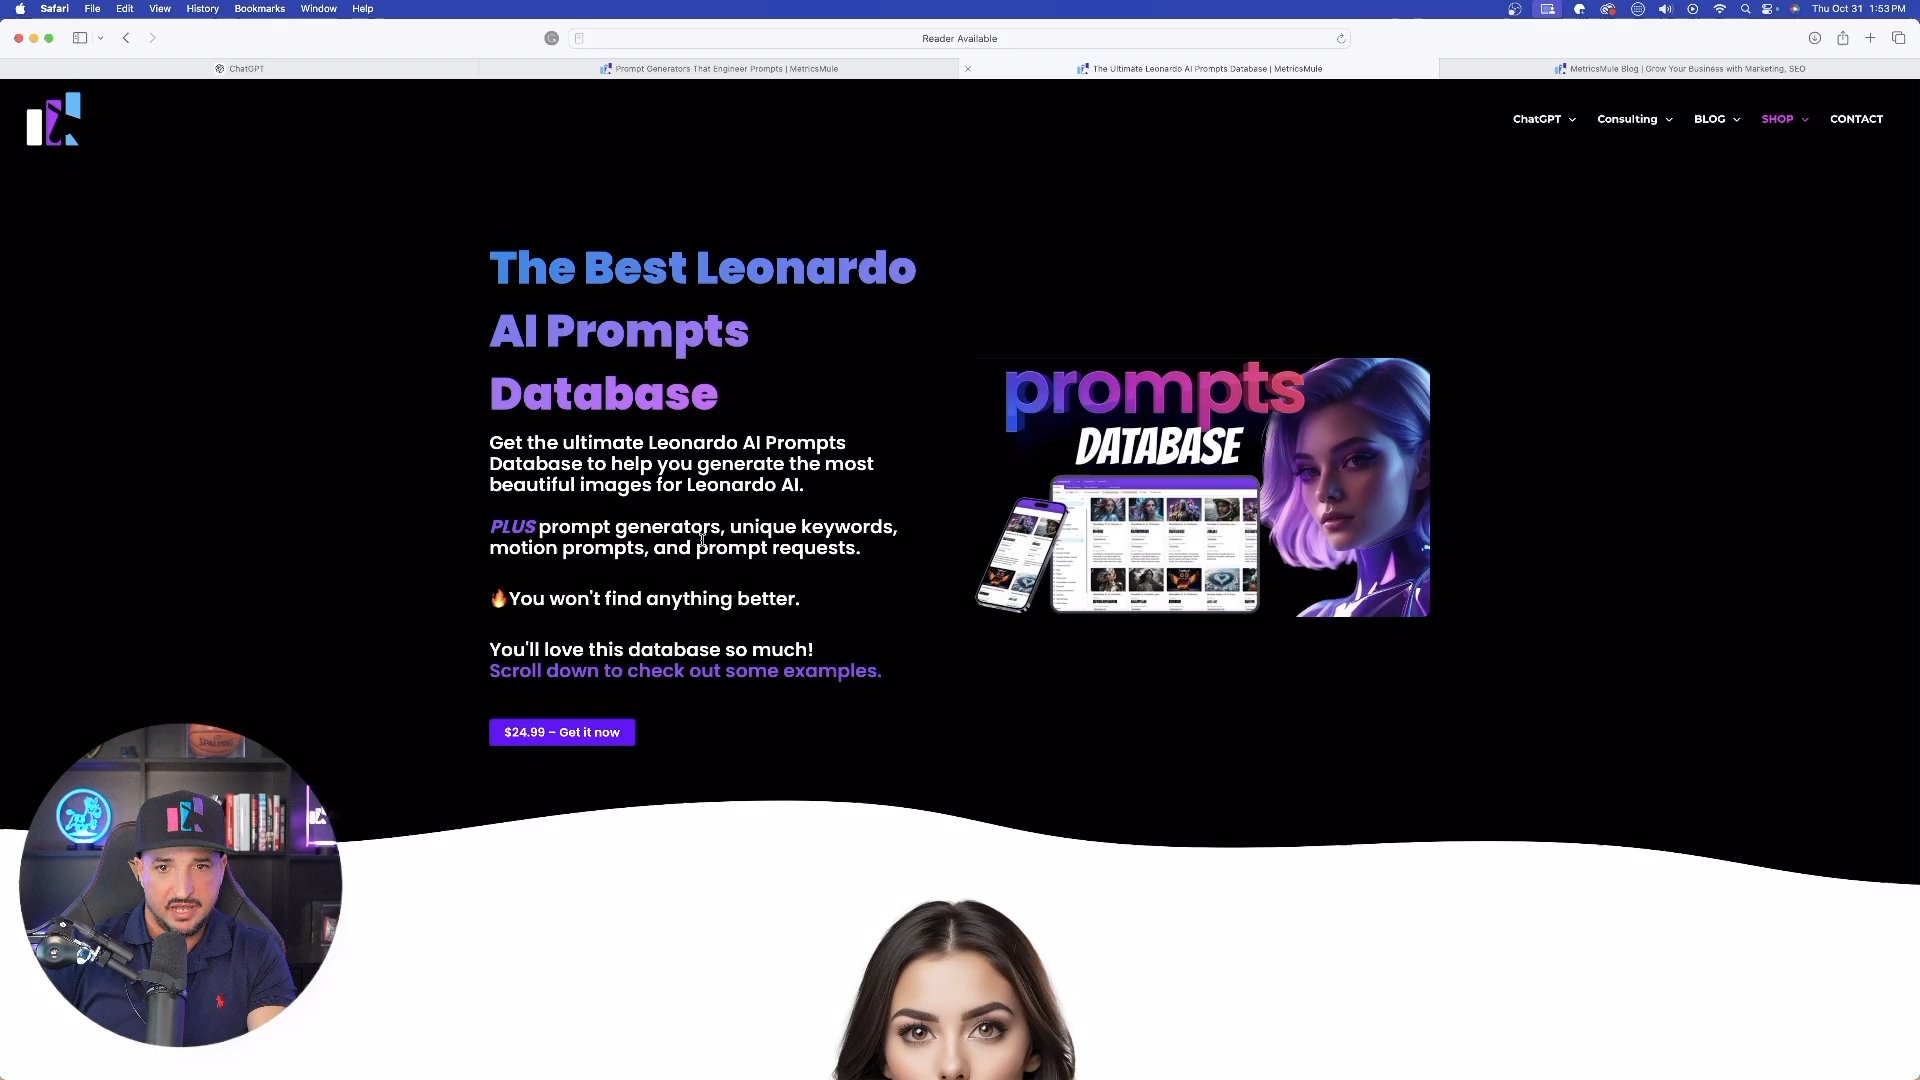 Safari File Edit View History Bookmarks Window Help
Thu Oct 31 1:53 PM
Reader Available
ChatGPT
Prompt Generators That Engineer Prompts | MetricsMule
The Ultimate Leonardo AI Prompts Database | MetricsMule
MetricsMule Blog | Grow Your Business with Marketing, SEO
ChatGPT
Consulting
BLOG
SHOP
CONTACT
The Best Leonardo
AI Prompts
Database
Get the ultimate Leonardo AI Prompts
Database to help you generate the most
beautiful images for Leonardo AI.
PLUS prompt generators, unique keywords,
motion prompts, and prompt requests.
🔥You won't find anything better.
You'll love this database so much!
Scroll down to check out some examples.
$24.99 – Get it now
prompts
DATABASE
SPALDING